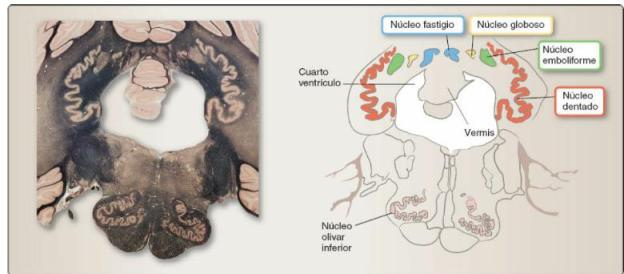 Núcleo fastigio
Núcleo globoso
Núcleo
emboliforme
Cuarto
ventrículo
Núcleo
dentado
Vermis
Núcleo
olivar
inferior